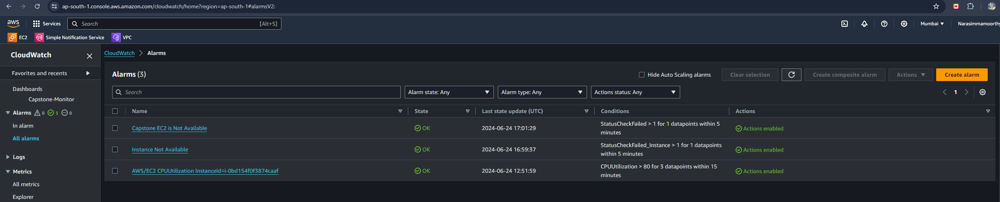 ap-south-1.console.aws.amazon.com/cloudwatch/home?region=ap-south-1#alarmsV2:
aws Services Search [Alt+S] Mumbai Narasimmamoorthy
EC2 Simple Notification Service VPC
CloudWatch
Favorites and recents
Dashboards
Capstone-Monitor
Alarms 0 3 0
In alarm
All alarms
Logs
Metrics
All metrics
Explorer
CloudWatch > Alarms
Alarms (3) Hide Auto Scaling alarms Clear selection Create composite alarm Actions Create alarm
Search Alarm state: Any Alarm type: Any Actions status: Any 1
Name State Last state update (UTC) Conditions Actions
Capstone EC2 is Not Available OK 2024-06-24 17:01:29 StatusCheckFailed > 1 for 1 datapoints within 5 Actions enabled
minutes
Instance Not Available OK 2024-06-24 16:59:37 StatusCheckFailed_Instance > 1 for 1 datapoints Actions enabled
within 5 minutes
AWS/EC2 CPUUtilization InstanceId=i-0bd154f0f3874caaf OK 2024-06-24 12:51:59 CPUUtilization > 80 for 3 datapoints within 15 Actions enabled
minutes